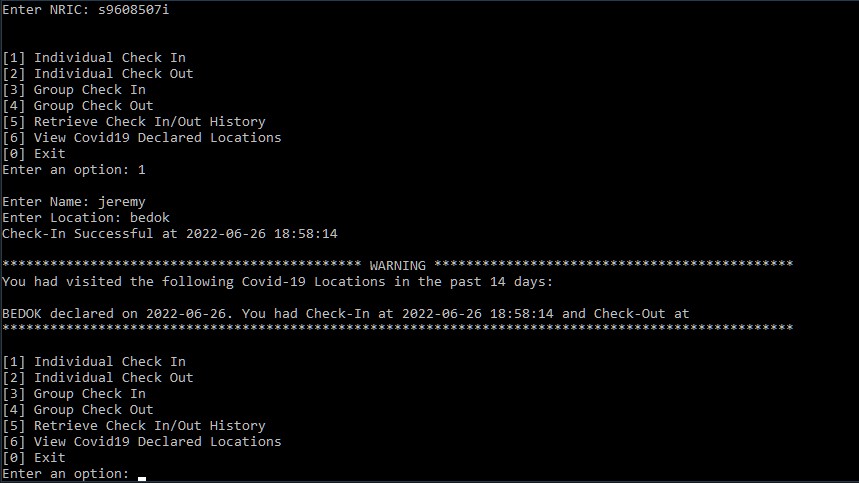 Enter NRIC: s9608507i
[1] Individual Check In
[2] Individual Check Out
[3] Group Check In
[4] Group Check Out
[5] Retrieve Check In/Out History
[6] View Covid19 Declared Locations
[0] Exit
Enter an option: 1
Enter Name: jeremy
Enter Location: bedok
Check-In Successful at 2022-06-26 18:58:14
********************************************* WARNING *********************************************
You had visited the following Covid-19 Locations in the past 14 days:
BEDOK declared on 2022-06-26. You had Check-In at 2022-06-26 18:58:14 and Check-Out at
***************************************************************************************************
[1] Individual Check In
[2] Individual Check Out
[3] Group Check In
[4] Group Check Out
[5] Retrieve Check In/Out History
[6] View Covid19 Declared Locations
[0] Exit
Enter an option: